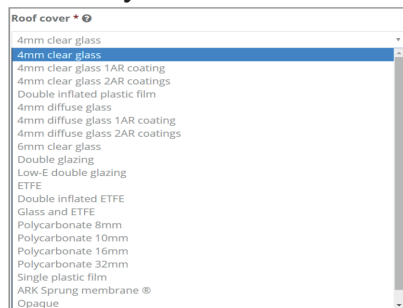 Roof cover * ?
4mm clear glass
4mm clear glass
4mm clear glass 1AR coating
4mm clear glass 2AR coatings
Double inflated plastic film
4mm diffuse glass
4mm diffuse glass 1AR coating
4mm diffuse glass 2AR coatings
6mm clear glass
Double glazing
Low-E double glazing
ETFE
Double inflated ETFE
Glass and ETFE
Polycarbonate 8mm
Polycarbonate 10mm
Polycarbonate 16mm
Polycarbonate 32mm
Single plastic film
ARK Sprung membrane ®
Opaque